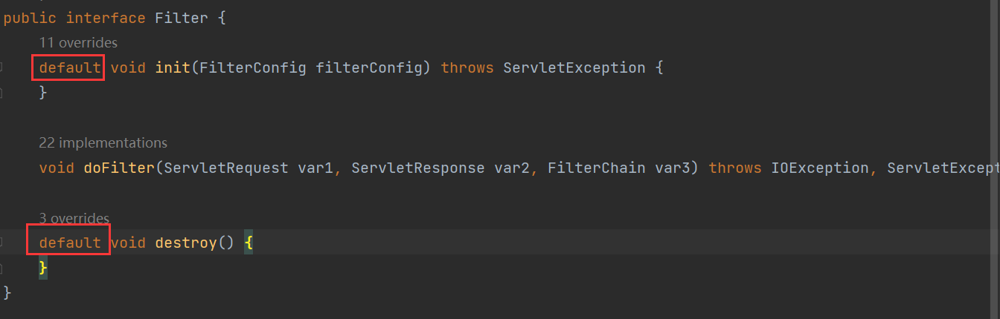 public interface Filter {
11 overrides
default void init(FilterConfig filterConfig) throws ServletException {
}
22 implementations
void doFilter(ServletRequest var1, ServletResponse var2, FilterChain var3) throws IOException, ServletExcept
3 overrides
default void destroy() {
}
}